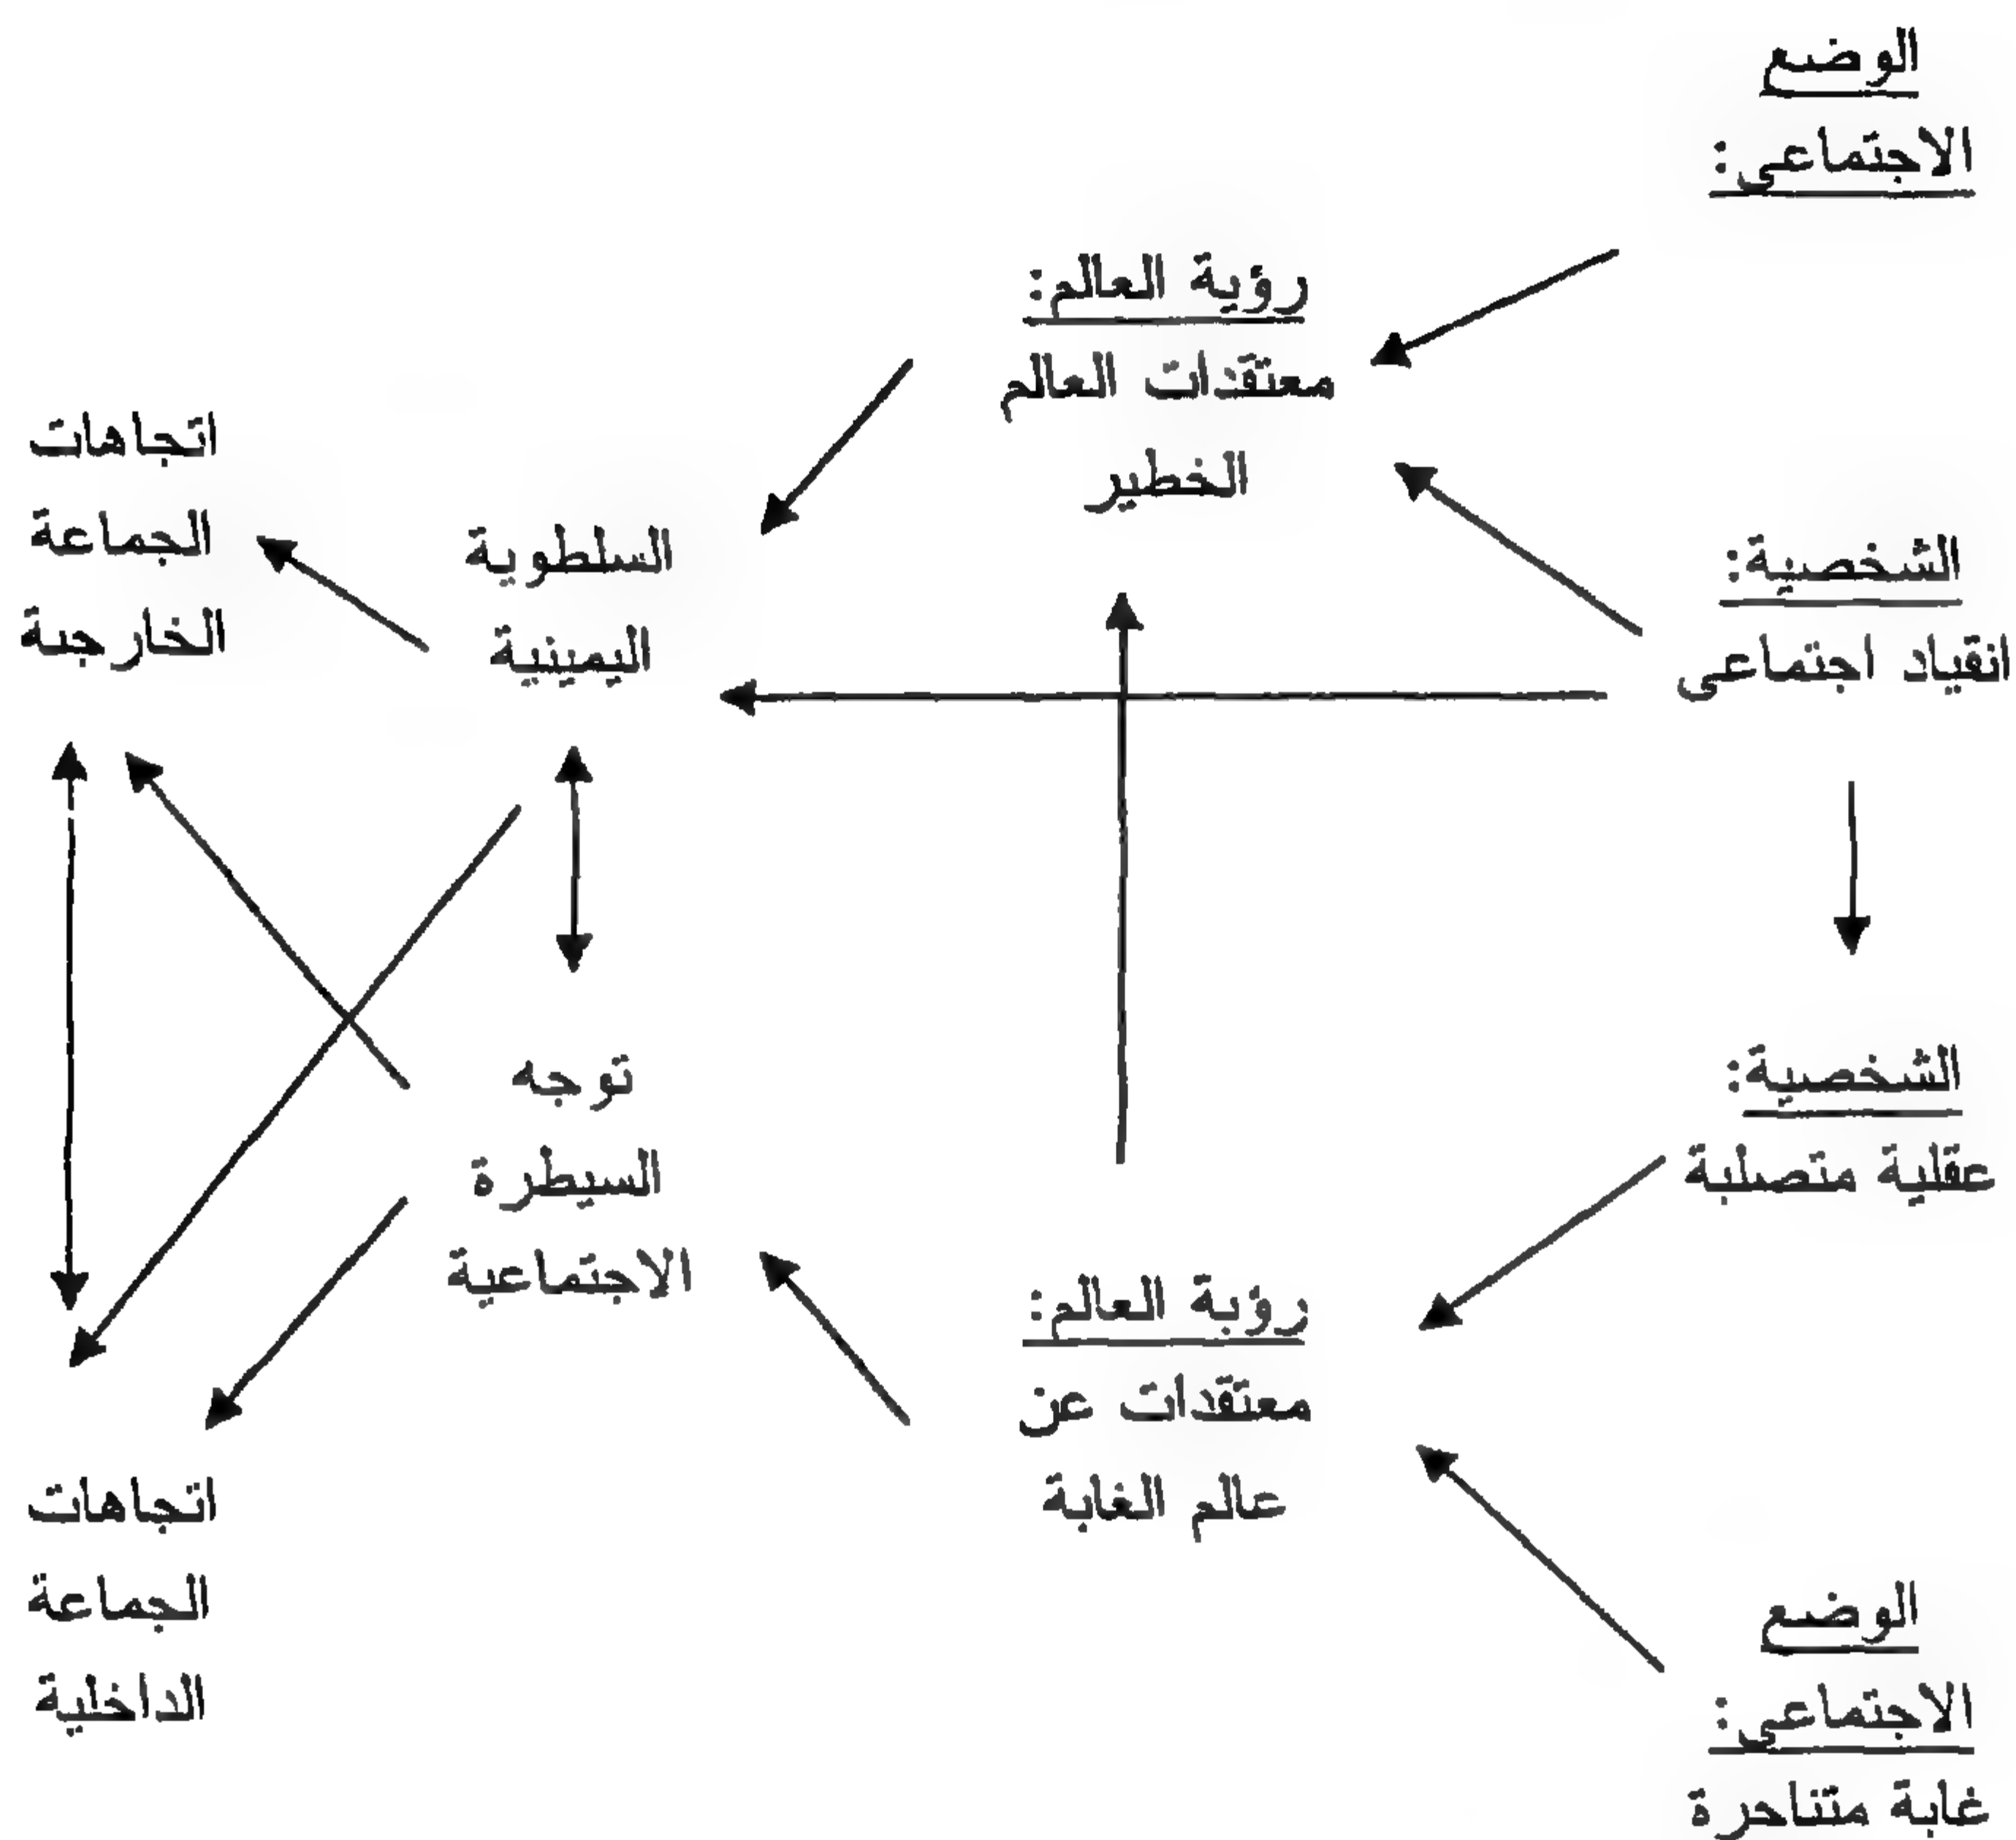 الوضع
الاجتماعي:
رؤية العالم:
معتقدات العالم
الخطير
الشخصية:
انقياد اجتماعي
السلطوية
اليمينية
اتجاهات
الجماعة
الخارجية
الشخصية:
عقلية متصلبة
توجه
السيطرة
الاجتماعية
رؤية العالم:
معتقدات عن
عالم الغابة
الوضع
الاجتماعي:
غابة متناحرة
اتجاهات
الجماعة
الداخلية